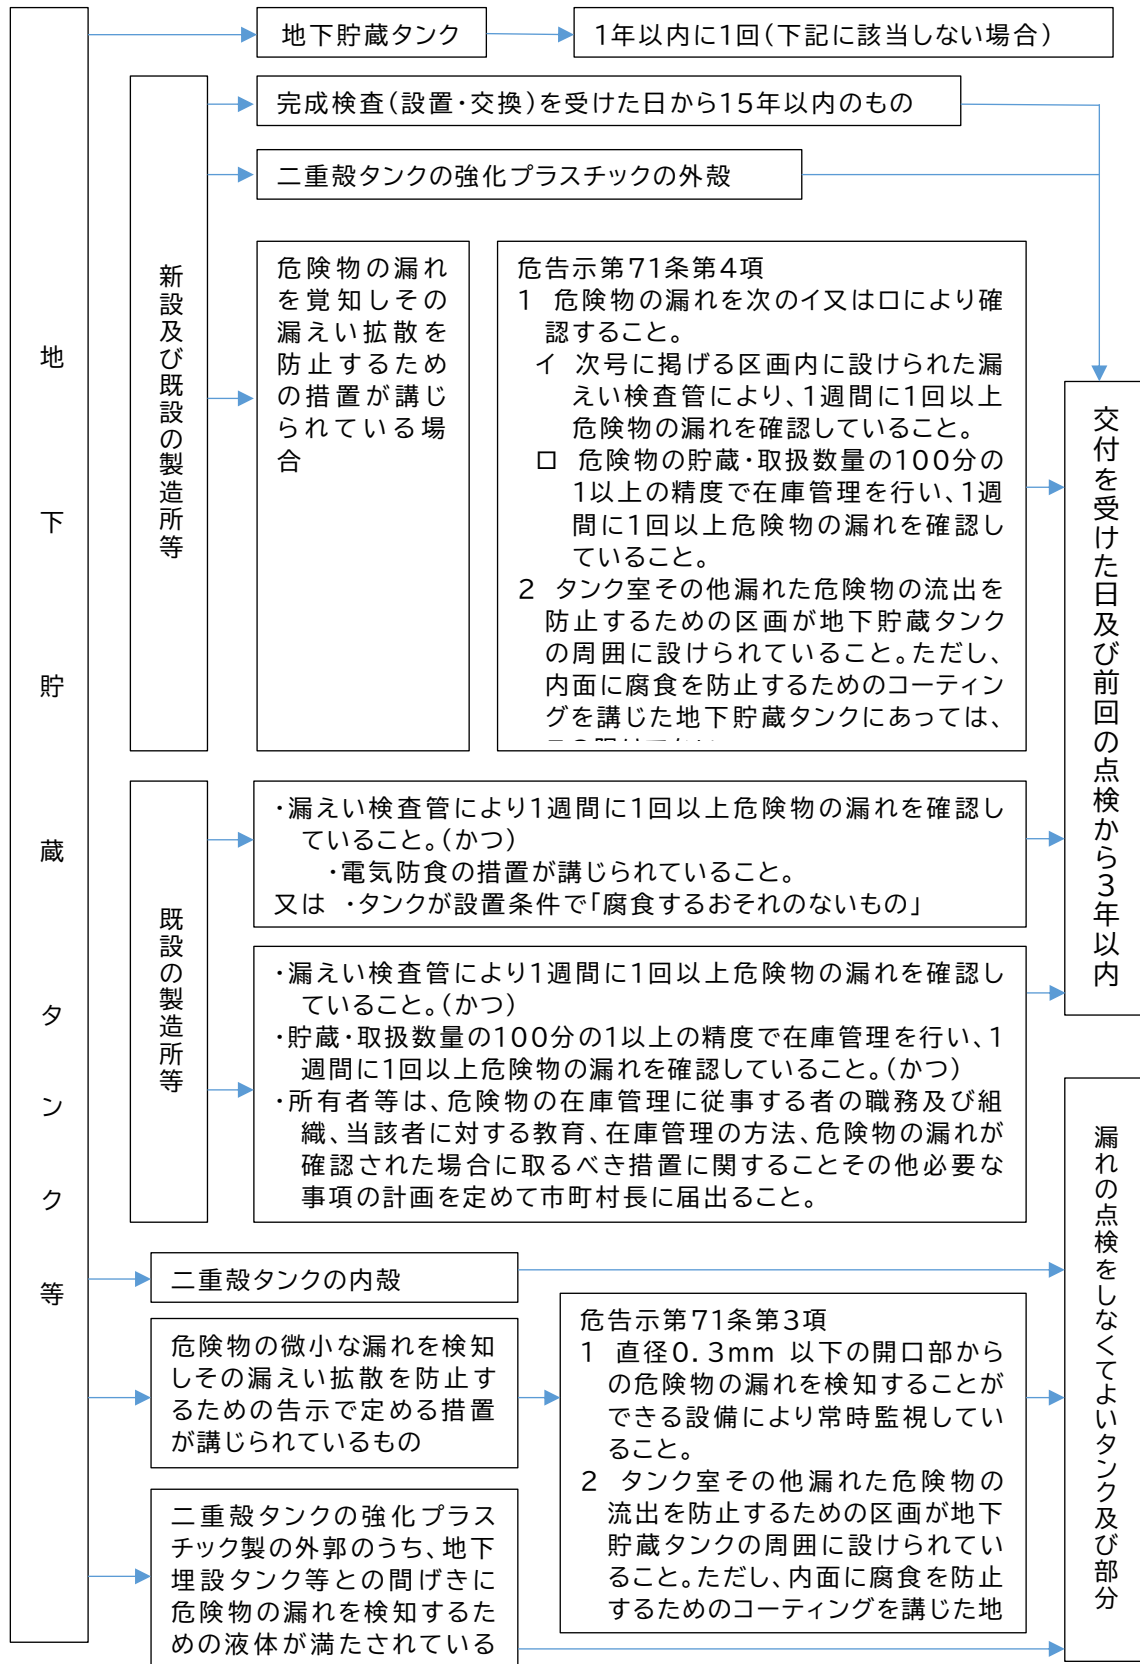 地下貯蔵タンク等
地下貯蔵タンク
1年以内に1回(下記に該当しない場合)
新設及び既設の製造所等
完成検査(設置・交換)を受けた日から15年以内のもの
二重殻タンクの強化プラスチックの外殻
危険物の漏れ
を覚知しその
漏えい拡散を
防止するため
の措置が講じ
られている場
合
危告示第71条第4項
1 危険物の漏れを次のイ又はロにより確
認すること。
イ 次号に掲げる区画内に設けられた漏
えい検査管により、1週間に1回以上
危険物の漏れを確認していること。
ロ 危険物の貯蔵・取扱数量の100分の
1以上の精度で在庫管理を行い、1週
間に1回以上危険物の漏れを確認し
ていること。
2 タンク室その他漏れた危険物の流出を
防止するための区画が地下貯蔵タンク
の周囲に設けられていること。ただし、
内面に腐食を防止するためのコーティン
グを講じた地下貯蔵タンクにあっては、
交付を受けた日及び前回の点検から3年以内
既設の製造所等
・漏えい検査管により1週間に1回以上危険物の漏れを確認し
ていること。(かつ)
・電気防食の措置が講じられていること。
又は ・タンクが設置条件で「腐食するおそれのないもの」
・漏えい検査管により1週間に1回以上危険物の漏れを確認し
ていること。(かつ)
・貯蔵・取扱数量の100分の1以上の精度で在庫管理を行い、1
週間に1回以上危険物の漏れを確認していること。(かつ)
・所有者等は、危険物の在庫管理に従事する者の職務及び組
織、当該者に対する教育、在庫管理の方法、危険物の漏れが
確認された場合に取るべき措置に関することその他必要な
事項の計画を定めて市町村長に届出ること。
二重殻タンクの内殻
危険物の微小な漏れを検知
しその漏えい拡散を防止す
るための告示で定める措置
が講じられているもの
危告示第71条第3項
1 直径0.3mm 以下の開口部から
の危険物の漏れを検知することが
できる設備により常時監視してい
ること。
2 タンク室その他漏れた危険物の
流出を防止するための区画が地下
貯蔵タンクの周囲に設けられてい
ること。ただし、内面に腐食を防止
するためのコーティングを講じた地
二重殻タンクの強化プラス
チック製の外郭のうち、地下
埋設タンク等との間げきに
危険物の漏れを検知するた
めの液体が満たされている
漏れの点検をしなくてよいタンク及び部分